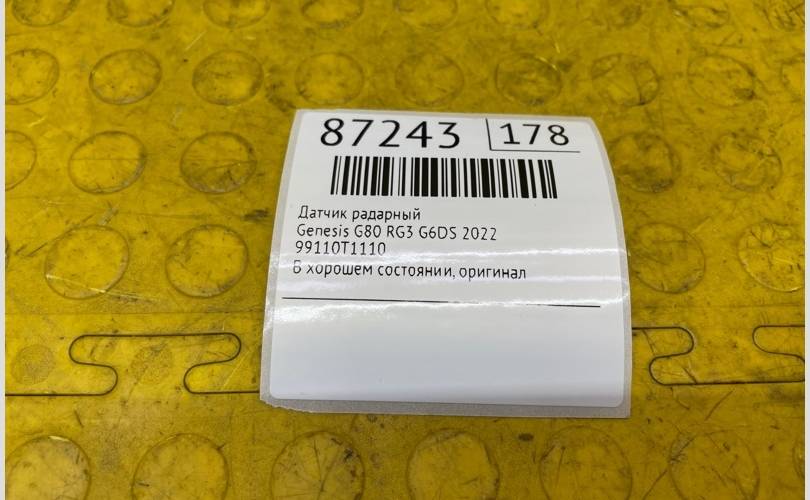 87243 178
Датчик радарный
Genesis G80 RG3 G6DS 2022
99110T1110
В хорошем состоянии, оригинал